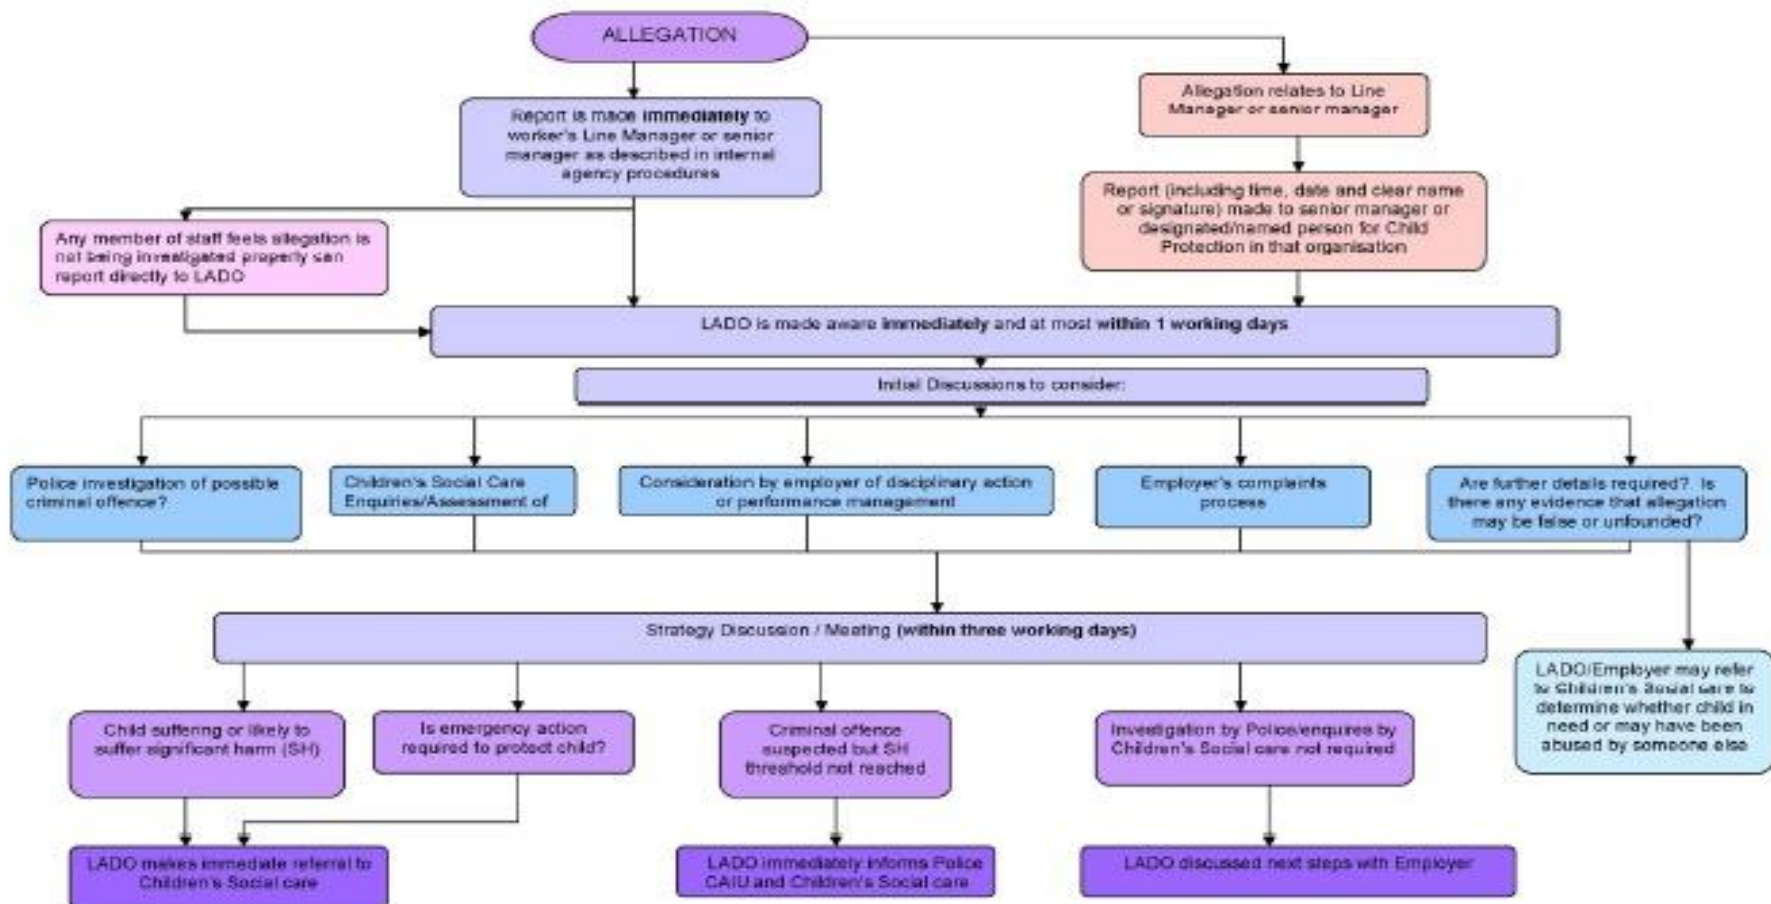 ALLEGATION
Report is made immediately to
worker's Line Manager or senior
manager as described in internal
agency procedures
Allegation relates to Line
Manager or senior manager
Report (including time, date and clear name
or signature) made to senior manager or
designated/named person for Child
Protection in that organisation
Any member of staff feels allegation is
not being investigated properly can
report directly to LADO
LADO is made aware immediately and at most within 1 working days
Initial Discussions to consider:
Police investigation of possible
criminal offence?
Children's Social Care
Enquiries/Assessment of
Consideration by employer of disciplinary action
or performance management
Employer's complaints
process
Are further details required? Is
there any evidence that allegation
may be false or unfounded?
Strategy Discussion / Meeting (within three working days)
LADO/Employer may refer
to Children's Social care to
determine whether child in
need or may have been
abused by someone else
Child suffering or likely to
suffer significant harm (SH)
Is emergency action
required to protect child?
Criminal offence
suspected but SH
threshold not reached
Investigation by Police/enquires by
Children's Social care not required
LADO makes immediate referral to
Children's Social care
LADO immediately informs Police
CAIU and Children's Social care
LADO discussed next steps with Employer